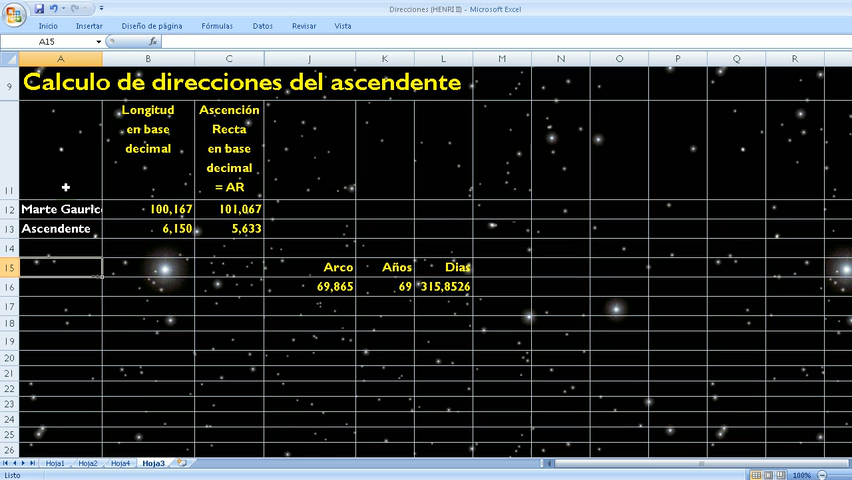 Direcciones (HENRI II) - Microsoft Excel
Inicio Insertar Diseño de página Fórmulas Datos Revisar Vista
A15 fx
A B C J K L M N O P Q R
9 Calculo de direcciones del ascendente
Longitud Ascención
en base Recta
decimal en base
decimal
11 = AR
12 Marte Gauric 100,167 101,067
13 Ascendente 6,150 5,633
14
15 Arco Años Dias
16 69,865 69 315,8526
17
18
19
20
21
22
23
24
25
26
Hoja1 Hoja2 Hoja4 Hoja3
Listo 100%